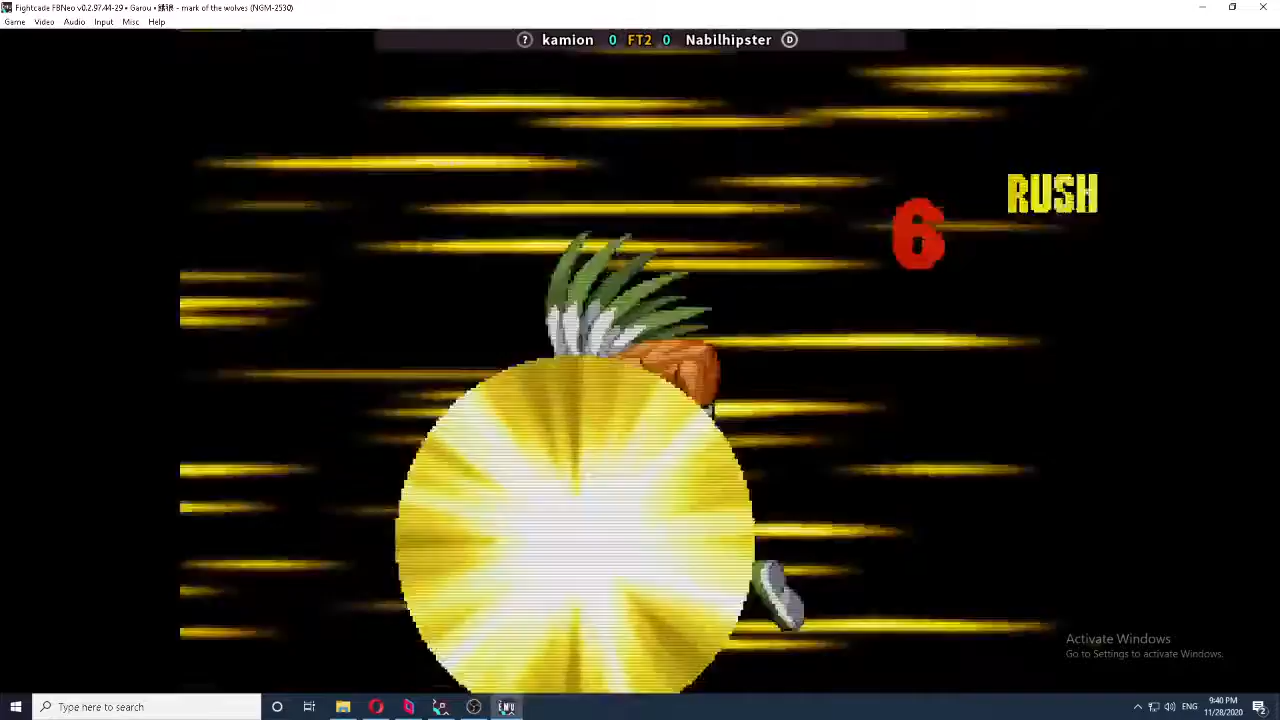 Fightcade FBNeo v0.2.97.44-29 • Garou • 餓狼 - mark of the wolves (NGM-2530)
Game Video Audio Input Misc Help
? kamion 0 FT2 0 Nabilhipster D
RUSH
6
Activate Windows
Go to Settings to activate Windows.
Type here to search
EMU
ENG
9:40 PM
11/28/2020
2